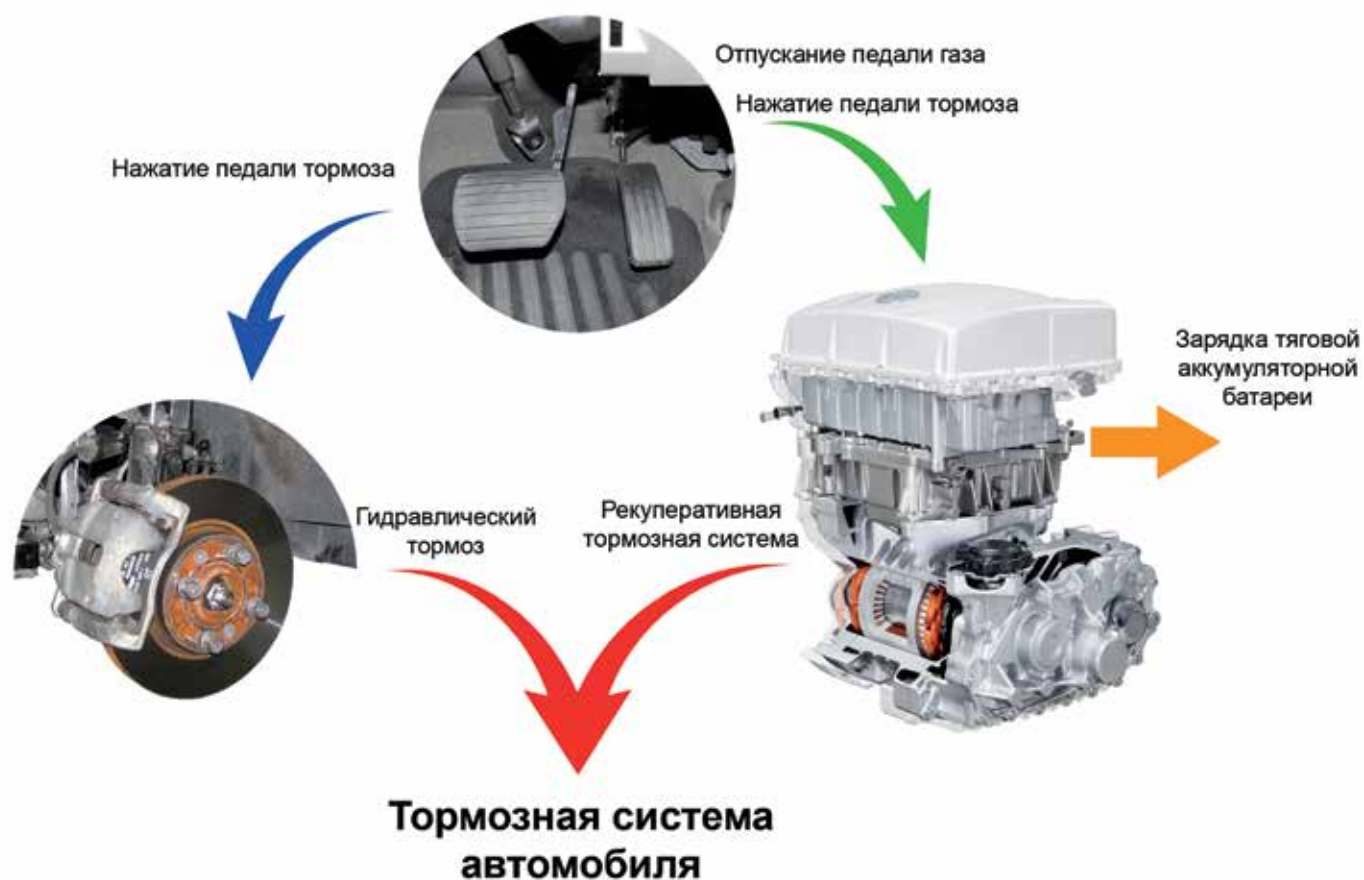 Отпускание педали газа
Нажатие педали тормоза
Нажатие педали тормоза
Зарядка тяговой
аккумуляторной
батареи
Гидравлический
тормоз
Рекуперативная
тормозная система
Тормозная система
автомобиля